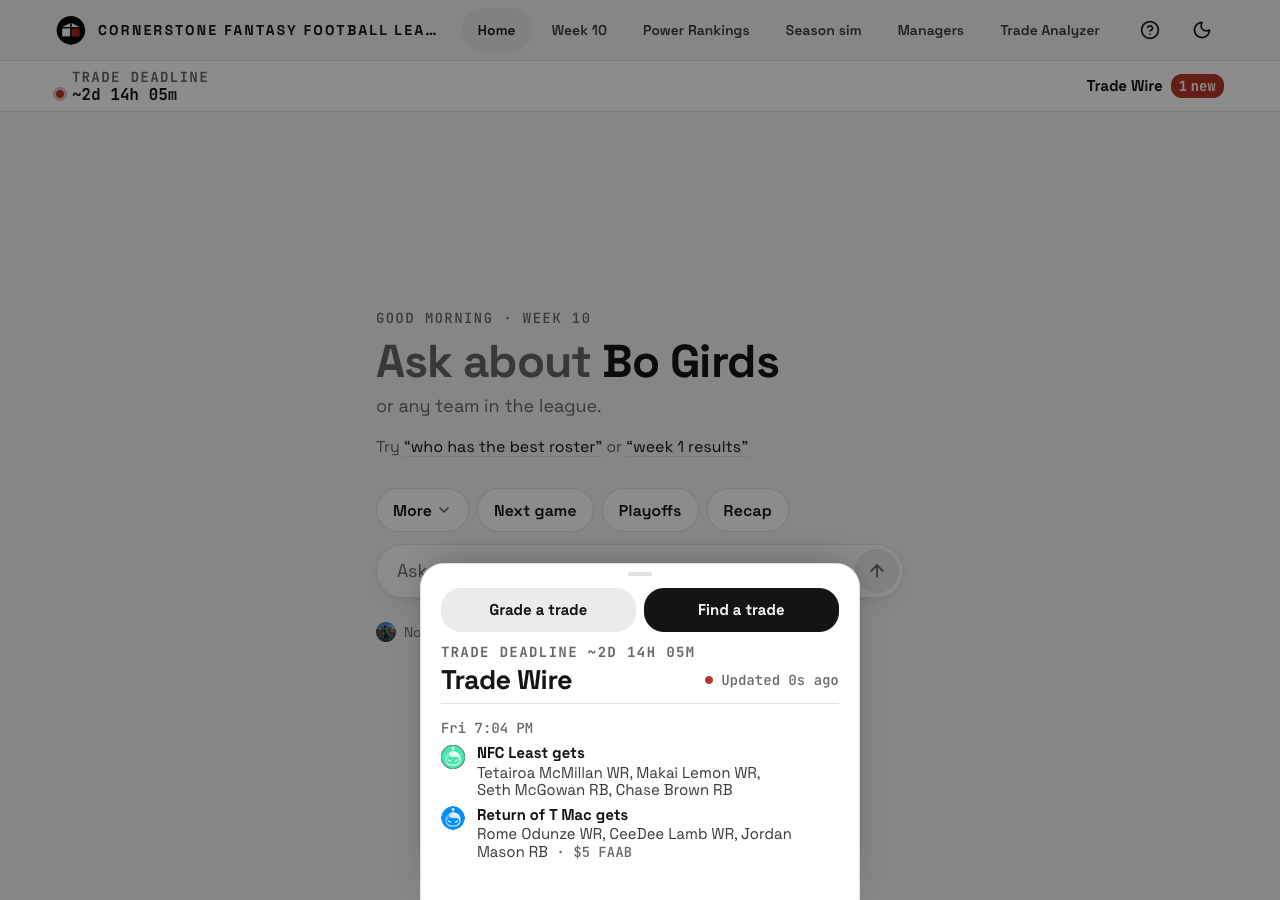 CORNERSTONE FANTASY FOOTBALL LEA…
Home
Week 10
Power Rankings
Season sim
Managers
Trade Analyzer
TRADE DEADLINE
~2d 14h 05m
Trade Wire
1 new
GOOD MORNING · WEEK 10
Ask about Bo Girds
or any team in the league.
Try “who has the best roster” or “week 1 results”
More
Next game
Playoffs
Recap
Ask
No
Grade a trade
Find a trade
TRADE DEADLINE ~2D 14H 05M
Trade Wire
Updated 0s ago
Fri 7:04 PM
NFC Least gets
Tetairoa McMillan WR, Makai Lemon WR,
Seth McGowan RB, Chase Brown RB
Return of T Mac gets
Rome Odunze WR, CeeDee Lamb WR, Jordan
Mason RB · $5 FAAB